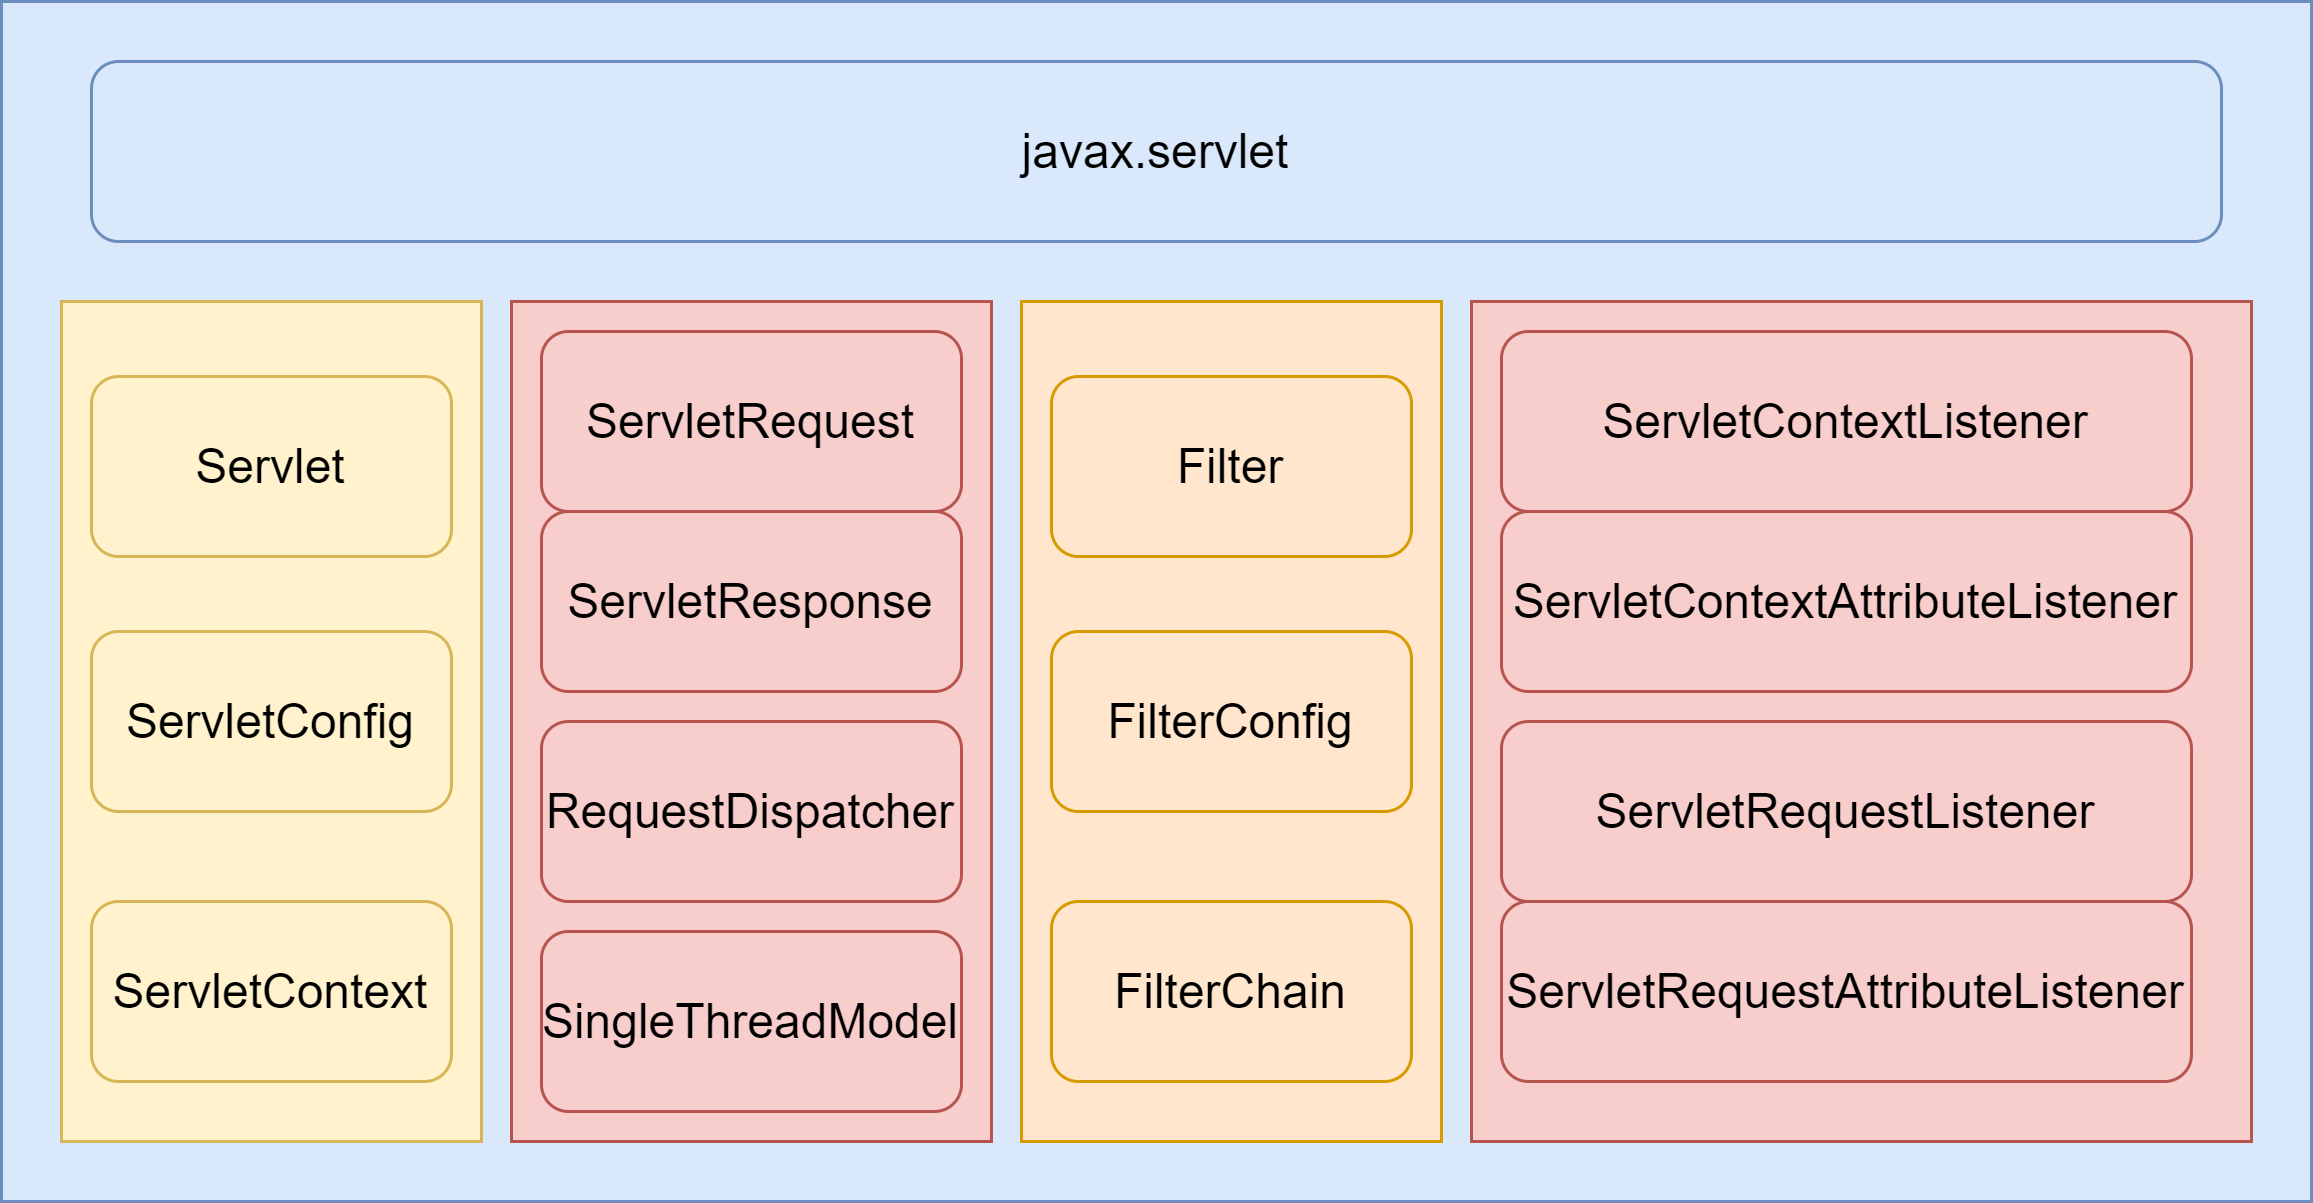 javax.servlet
Servlet
ServletConfig
ServletContext
ServletRequest
ServletResponse
RequestDispatcher
SingleThreadModel
Filter
FilterConfig
FilterChain
ServletContextListener
ServletContextAttributeListener
ServletRequestListener
ServletRequestAttributeListener